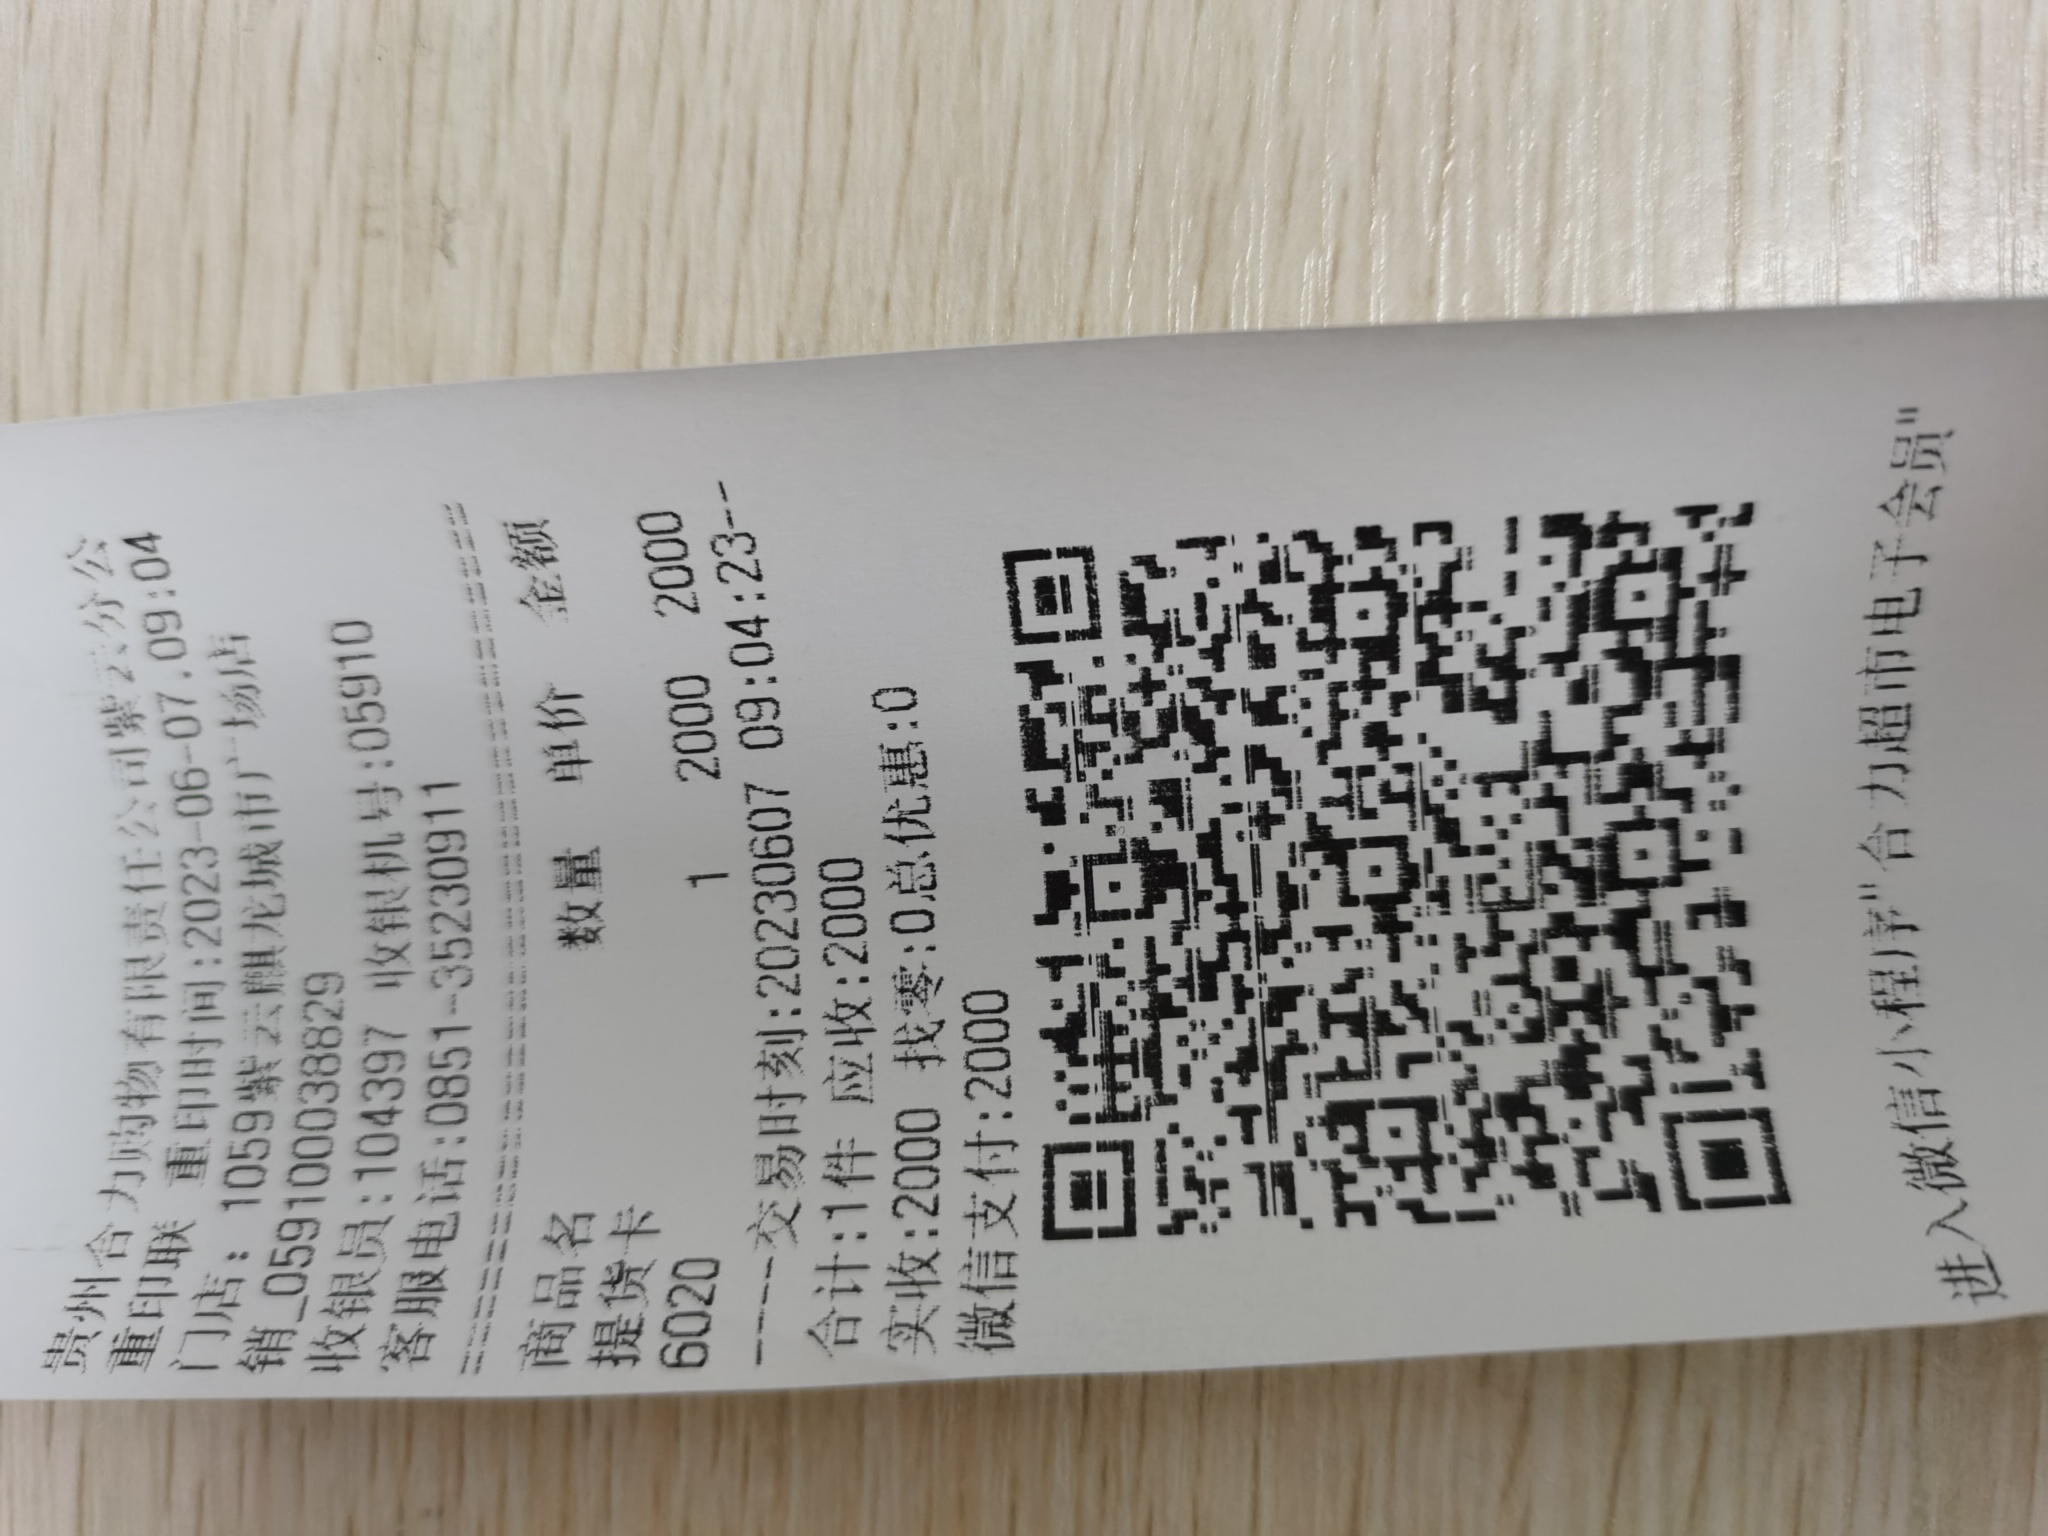 贵州合力购物有限责任公司紫云分公
重印联 重印时间:2023-06-07.09:04
门店: 1059紫云麒龙城市广场店
销_059100038829
收银员:104397 收银机号:05910
客服电话:0851-35230911
商品名 数量 单价 金额
提货卡
6020 1 2000 2000
----交易时刻:20230607 09:04:23--
合计:1件 应收:2000
实收:2000 找零:0总优惠:0
微信支付:2000
进入微信小程序"合力超市电子会员"